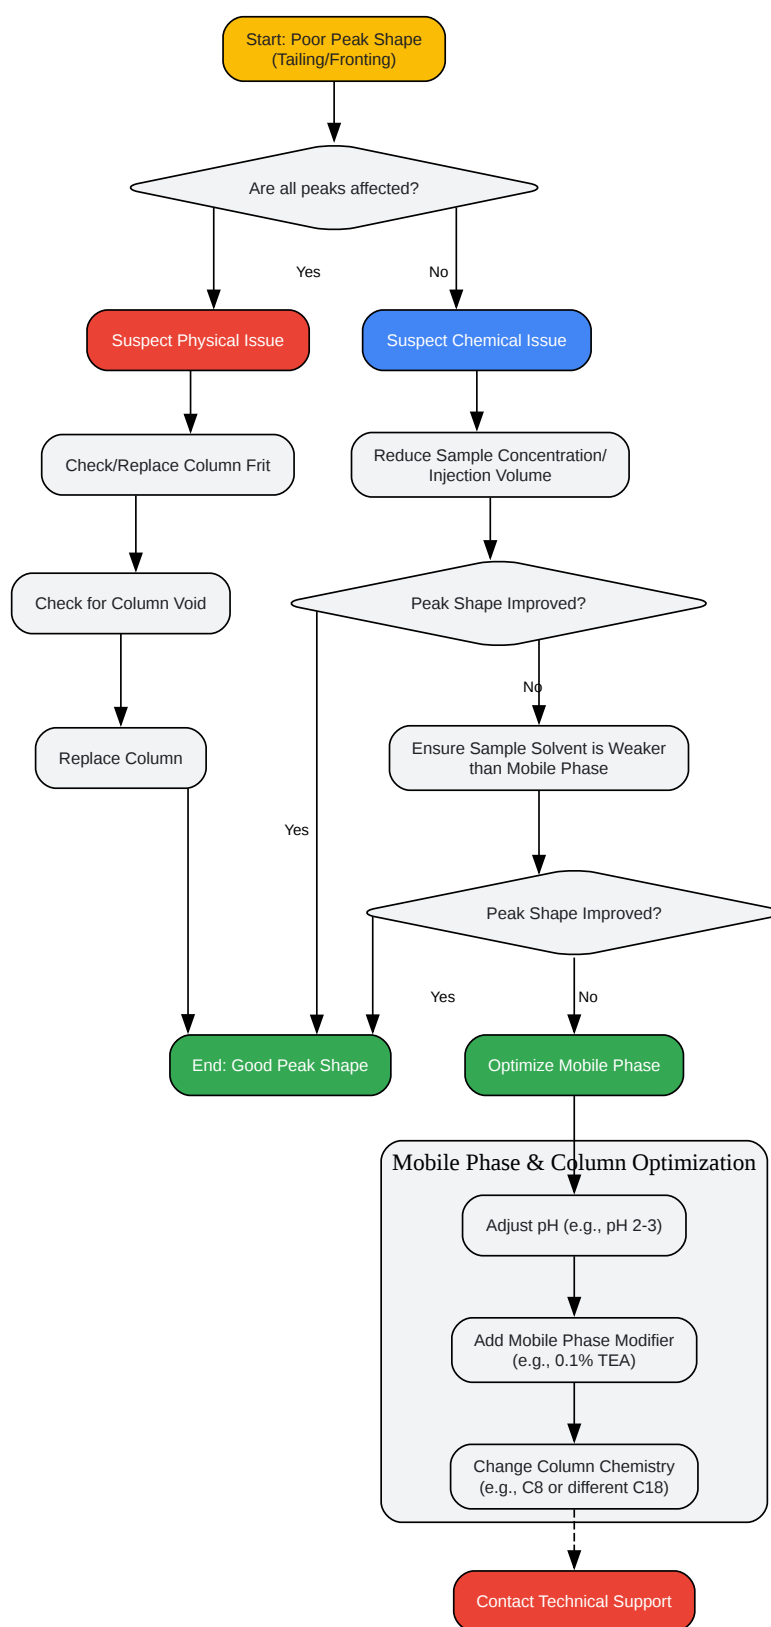 Start: Poor Peak Shape
(Tailing/Fronting)
Are all peaks affected?
Yes
No
Suspect Physical Issue
Suspect Chemical Issue
Check/Replace Column Frit
Reduce Sample Concentration/
Injection Volume
Check for Column Void
Peak Shape Improved?
No
Replace Column
Ensure Sample Solvent is Weaker
than Mobile Phase
Yes
Peak Shape Improved?
Yes
No
End: Good Peak Shape
Optimize Mobile Phase
Mobile Phase & Column Optimization
Adjust pH (e.g., pH 2-3)
Add Mobile Phase Modifier
(e.g., 0.1% TEA)
Change Column Chemistry
(e.g., C8 or different C18)
Contact Technical Support